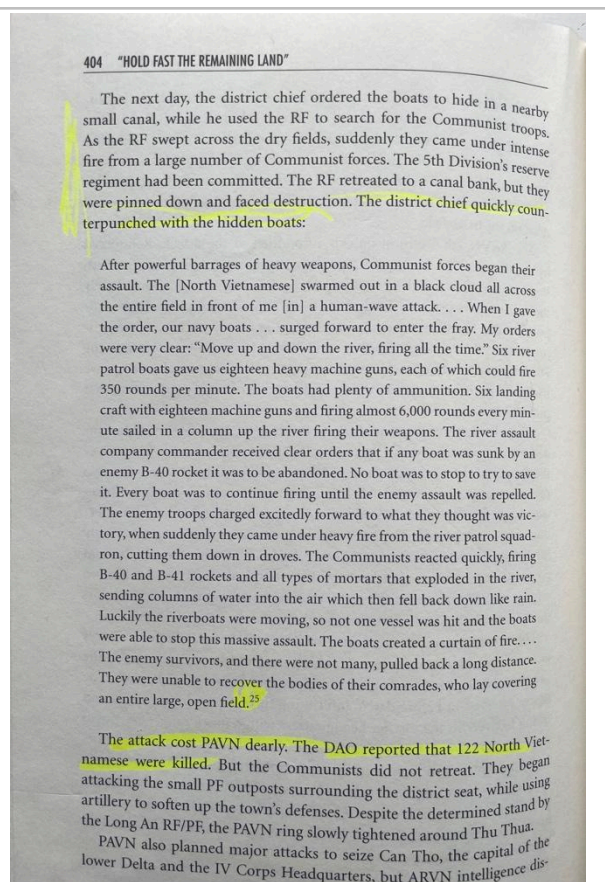 404 "HOLD FAST THE REMAINING LAND"
The next day, the district chief ordered the boats to hide in a nearby
small canal, while he used the RF to search for the Communist troops.
As the RF swept across the dry fields, suddenly they came under intense
fire from a large number of Communist forces. The 5th Division's reserve
regiment had been committed. The RF retreated to a canal bank, but they
were pinned down and faced destruction. The district chief quickly coun-
terpunched with the hidden boats:
After powerful barrages of heavy weapons, Communist forces began their
assault. The [North Vietnamese] swarmed out in a black cloud all across
the entire field in front of me [in] a human-wave attack. . . . When I gave
the order, our navy boats . . . surged forward to enter the fray. My orders
were very clear: "Move up and down the river, firing all the time." Six river
patrol boats gave us eighteen heavy machine guns, each of which could fire
350 rounds per minute. The boats had plenty of ammunition. Six landing
craft with eighteen machine guns and firing almost 6,000 rounds every min-
ute sailed in a column up the river firing their weapons. The river assault
company commander received clear orders that if any boat was sunk by an
enemy B-40 rocket it was to be abandoned. No boat was to stop to try to save
it. Every boat was to continue firing until the enemy assault was repelled.
The enemy troops charged excitedly forward to what they thought was vic-
tory, when suddenly they came under heavy fire from the river patrol squad-
ron, cutting them down in droves. The Communists reacted quickly, firing
B-40 and B-41 rockets and all types of mortars that exploded in the river,
sending columns of water into the air which then fell back down like rain.
Luckily the riverboats were moving, so not one vessel was hit and the boats
were able to stop this massive assault. The boats created a curtain of fire. . . .
The enemy survivors, and there were not many, pulled back a long distance.
They were unable to recover the bodies of their comrades, who lay covering
an entire large, open field.25
The attack cost PAVN dearly. The DAO reported that 122 North Viet-
namese were killed. But the Communists did not retreat. They began
attacking the small PF outposts surrounding the district seat, while using
artillery to soften up the town's defenses. Despite the determined stand by
the Long An RF/PF, the PAVN ring slowly tightened around Thu Thua.
PAVN also planned major attacks to seize Can Tho, the capital of the
lower Delta and the IV Corps Headquarters, but ARVN intelligence dis-